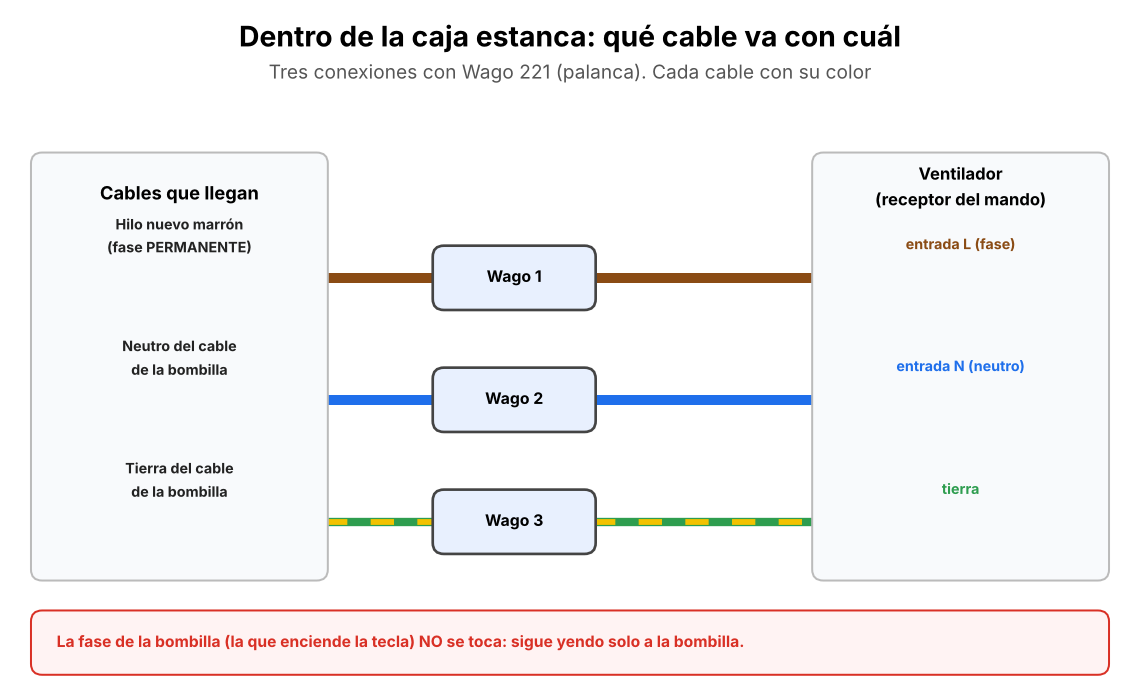 Dentro de la caja estanca: qué cable va con cuál
Tres conexiones con Wago 221 (palanca). Cada cable con su color
Cables que llegan
Hilo nuevo marrón
(fase PERMANENTE)
Neutro del cable
de la bombilla
Tierra del cable
de la bombilla
Wago 1
Wago 2
Wago 3
Ventilador
(receptor del mando)
entrada L (fase)
entrada N (neutro)
tierra
La fase de la bombilla (la que enciende la tecla) NO se toca: sigue yendo solo a la bombilla.